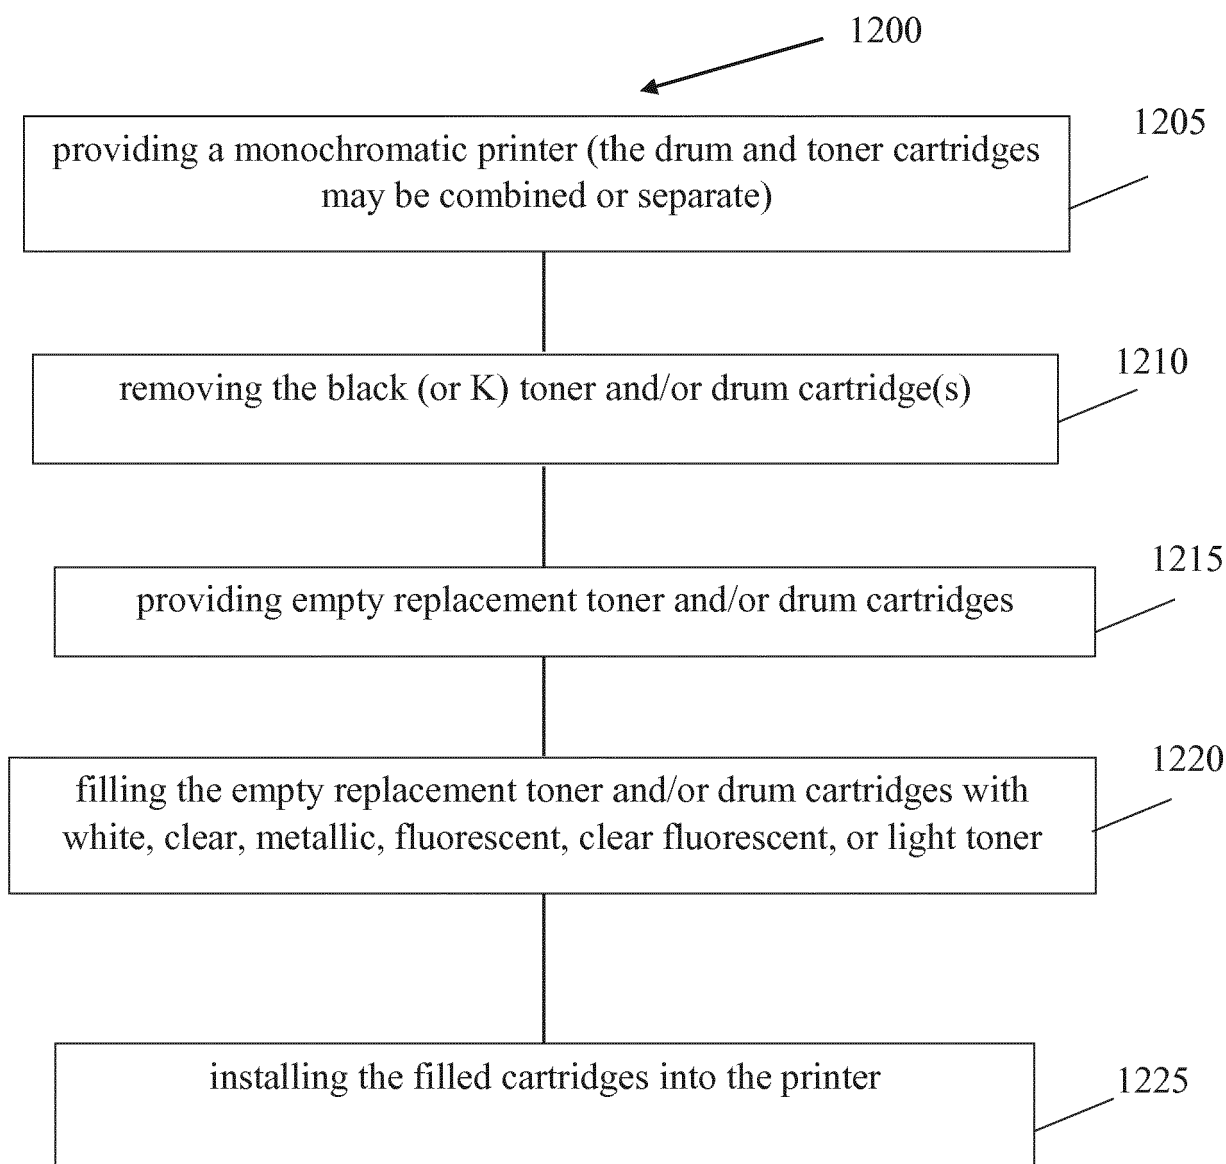 1200
1205
providing a monochromatic printer (the drum and toner cartridges
may be combined or separate)
1210
removing the black (or K) toner and/or drum cartridge(s)
1215
providing empty replacement toner and/or drum cartridges
1220
filling the empty replacement toner and/or drum cartridges with
white, clear, metallic, fluorescent, clear fluorescent, or light toner
installing the filled cartridges into the printer
1225